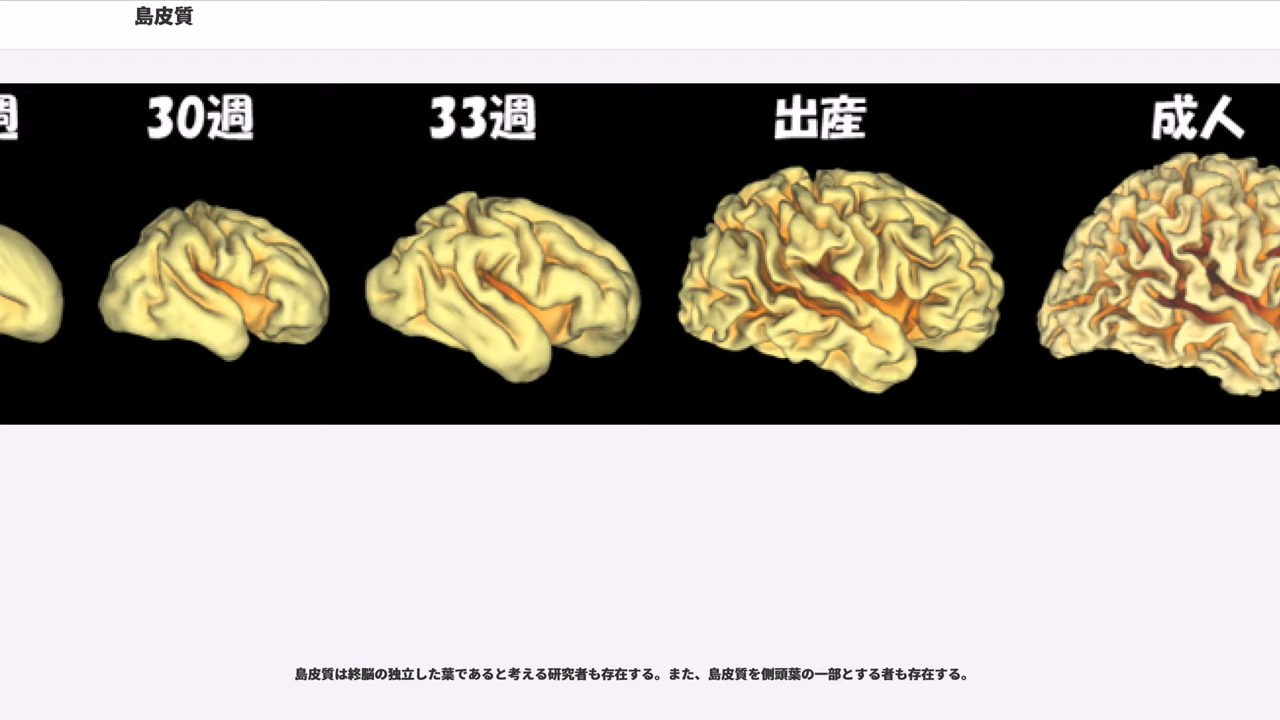 島皮質
週 30週 33週 出産 成人
島皮質は終脳の独立した葉であると考える研究者も存在する。また、島皮質を側頭葉の一部とする者も存在する。